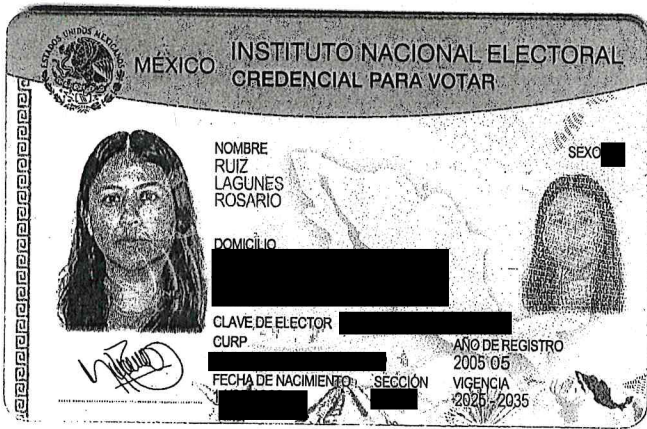 ESTADOS UNIDOS MEXICANOS
MÉXICO INSTITUTO NACIONAL ELECTORAL
CREDENCIAL PARA VOTAR
NOMBRE
RUIZ
LAGUNES
ROSARIO
SEXO
DOMICILIO
CLAVE DE ELECTOR
CURP
AÑO DE REGISTRO
2005 05
FECHA DE NACIMIENTO SECCIÓN VIGENCIA
2025 - 2035